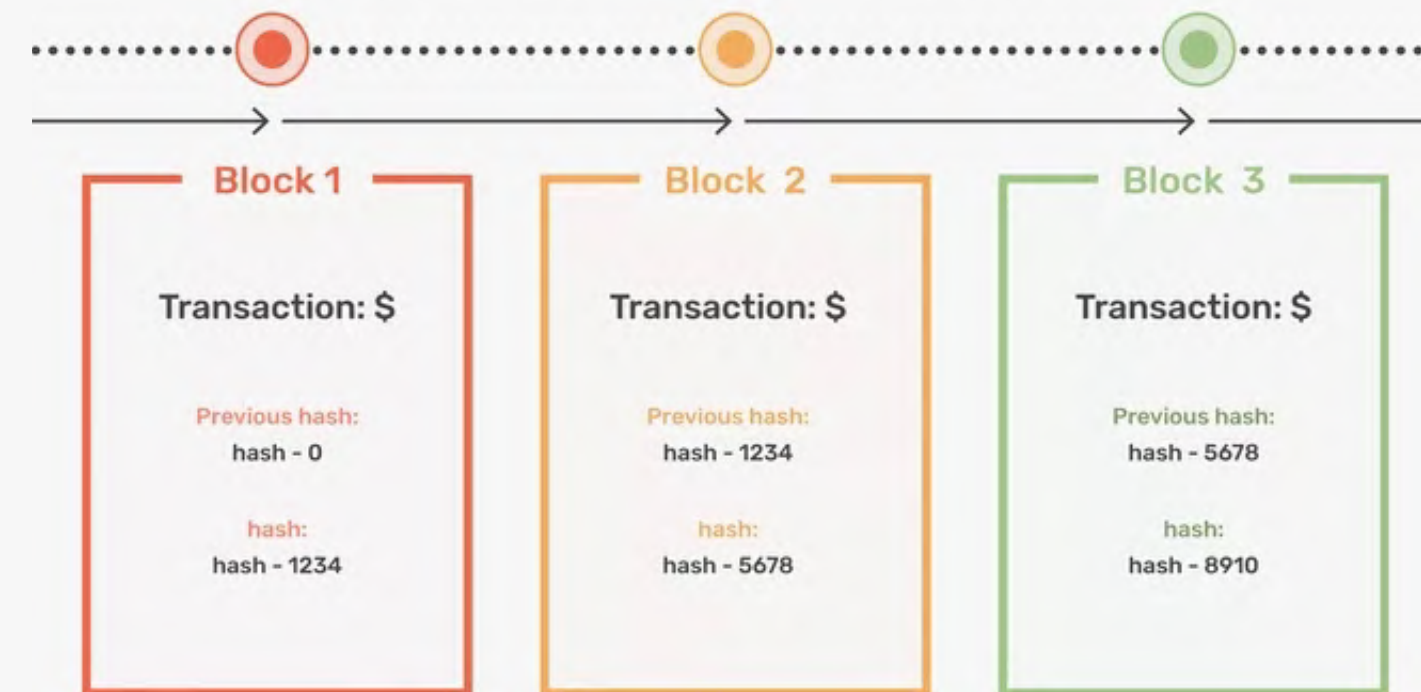 Block 1
Transaction: $
Previous hash:
hash - 0
hash:
hash - 1234
Block 2
Transaction: $
Previous hash:
hash - 1234
hash:
hash - 5678
Block 3
Transaction: $
Previous hash:
hash - 5678
hash:
hash - 8910